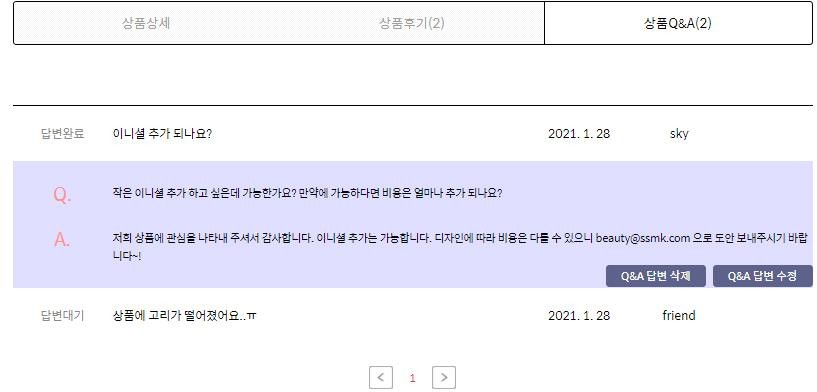 상품상세 상품후기(2) 상품Q&A(2)
답변완료 이니셜 추가 되나요? 2021. 1. 28 sky
Q. 작은 이니셜 추가 하고 싶은데 가능한가요? 만약에 가능하다면 비용은 얼마나 추가 되나요?
A. 저희 상품에 관심을 나타내 주셔서 감사합니다. 이니셜 추가는 가능합니다. 디자인에 따라 비용은 다를 수 있으니 beauty@ssmk.com 으로 도안 보내주시기 바랍
니다~!
Q&A 답변 삭제 Q&A 답변 수정
답변대기 상품에 고리가 떨어졌어요..ㅠ 2021. 1. 28 friend
< 1 >